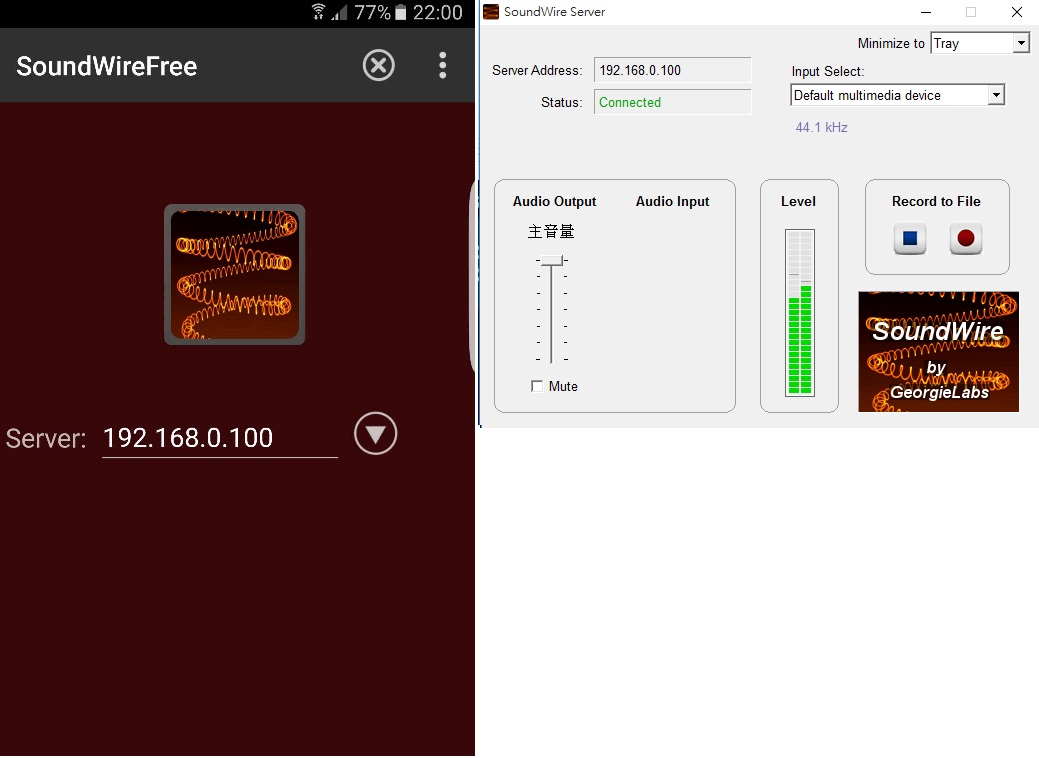 77% 22:00
SoundWireFree
Server: 192.168.0.100
SoundWire Server
Minimize to Tray
Server Address: 192.168.0.100
Input Select:
Status: Connected
Default multimedia device
44.1 kHz
Audio Output Audio Input
主音量
Mute
Level
Record to File
SoundWire
by
GeorgieLabs